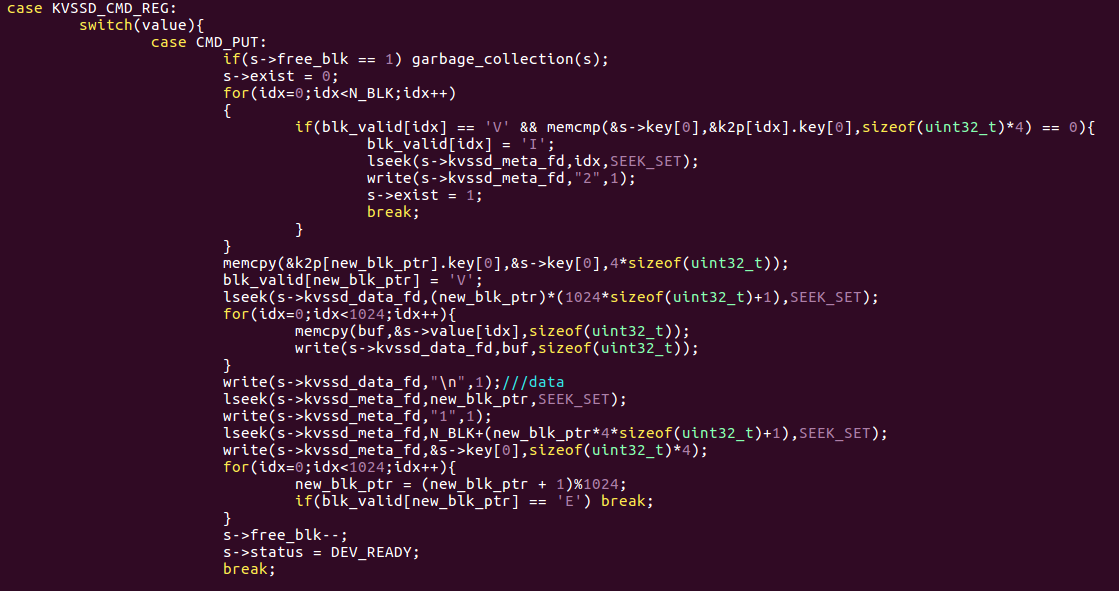 case KVSSD_CMD_REG:
        switch(value){
                case CMD_PUT:
                        if(s->free_blk == 1) garbage_collection(s);
                        s->exist = 0;
                        for(idx=0;idx<N_BLK;idx++)
                        {
                                if(blk_valid[idx] == 'V' && memcmp(&s->key[0],&k2p[idx].key[0],sizeof(uint32_t)*4) == 0){
                                        blk_valid[idx] = 'I';
                                        lseek(s->kvssd_meta_fd,idx,SEEK_SET);
                                        write(s->kvssd_meta_fd,"2",1);
                                        s->exist = 1;
                                        break;
                                }
                        }
                        memcpy(&k2p[new_blk_ptr].key[0],&s->key[0],4*sizeof(uint32_t));
                        blk_valid[new_blk_ptr] = 'V';
                        lseek(s->kvssd_data_fd,(new_blk_ptr)*(1024*sizeof(uint32_t)+1),SEEK_SET);
                        for(idx=0;idx<1024;idx++){
                                memcpy(buf,&s->value[idx],sizeof(uint32_t));
                                write(s->kvssd_data_fd,buf,sizeof(uint32_t));
                        }
                        write(s->kvssd_data_fd,"\n",1);///data
                        lseek(s->kvssd_meta_fd,new_blk_ptr,SEEK_SET);
                        write(s->kvssd_meta_fd,"1",1);
                        lseek(s->kvssd_meta_fd,N_BLK+(new_blk_ptr*4*sizeof(uint32_t)+1),SEEK_SET);
                        write(s->kvssd_meta_fd,&s->key[0],sizeof(uint32_t)*4);
                        for(idx=0;idx<1024;idx++){
                                new_blk_ptr = (new_blk_ptr + 1)%1024;
                                if(blk_valid[new_blk_ptr] == 'E') break;
                        }
                        s->free_blk--;
                        s->status = DEV_READY;
                        break;